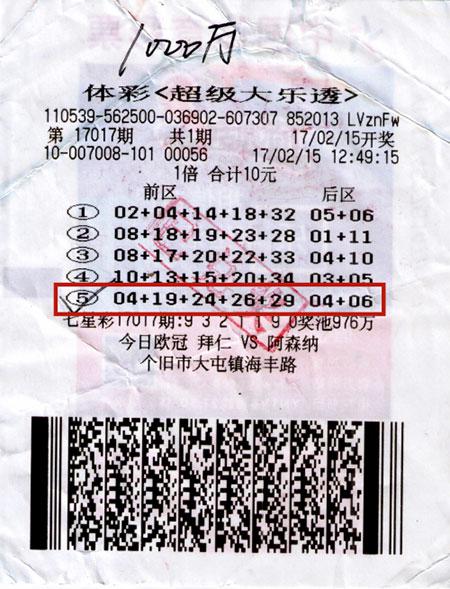 1000万
体彩<超级大乐透>
110539-562500-036902-607307 852013 LVznFw
第 17017期 共1期 17/02/15开奖
10-007008-101 00056 17/02/15 12:49:15
1倍 合计10元
前区 后区
① 02+04+14+18+32 05+06
② 08+18+19+23+28 01+11
③ 08+17+20+22+33 04+10
④ 10+13+15+20+34 03+05
⑤ 04+19+24+26+29 04+06
七星彩17017期:9 3 2 9 0奖池976万
今日欧冠 拜仁 VS 阿森纳
个旧市大屯镇海丰路